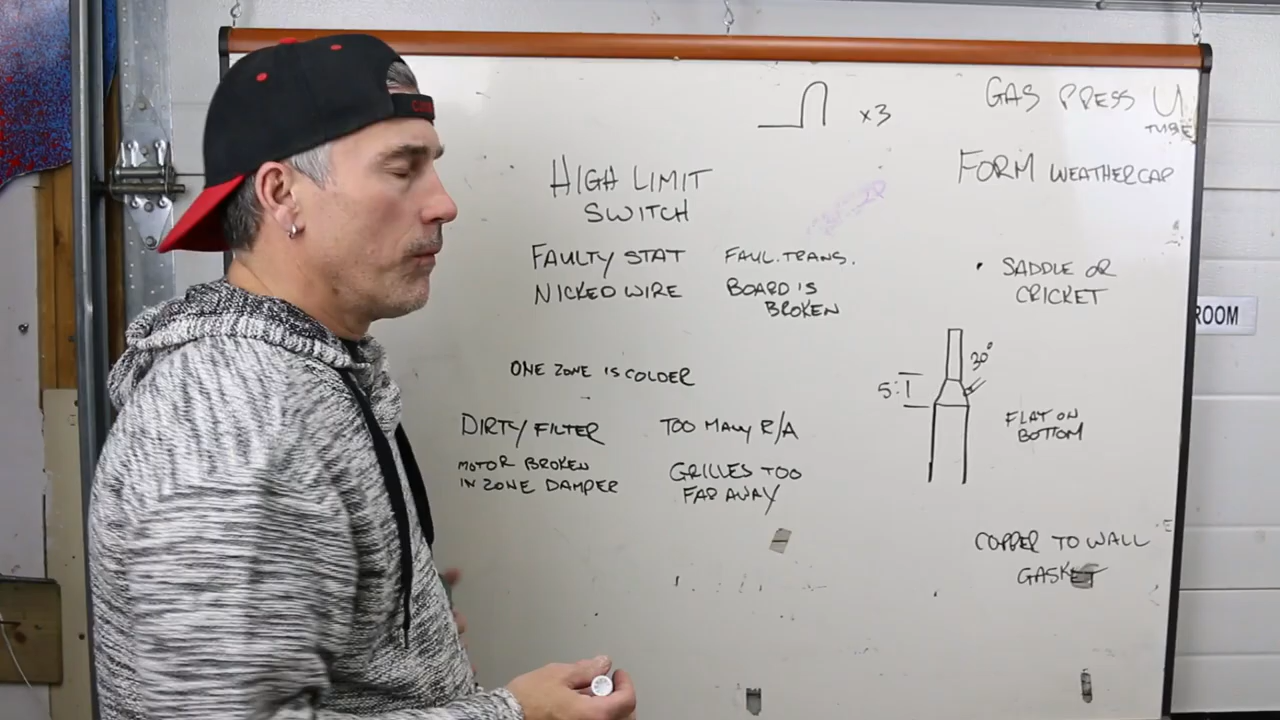 x3
GAS PRESS U
TUBE
FORM WEATHERCAP
HIGH LIMIT
SWITCH
FAULTY STAT
FAUL. TRANS.
NICKED WIRE
BOARD IS
BROKEN
• SADDLE OR
CRICKET
ROOM
30°
5:1
FLAT ON
BOTTOM
ONE ZONE IS COLDER
DIRTY FILTER
TOO MANY R/A
MOTOR BROKEN
IN ZONE DAMPER
GRILLES TOO
FAR AWAY
COPPER TO WALL
GASKET